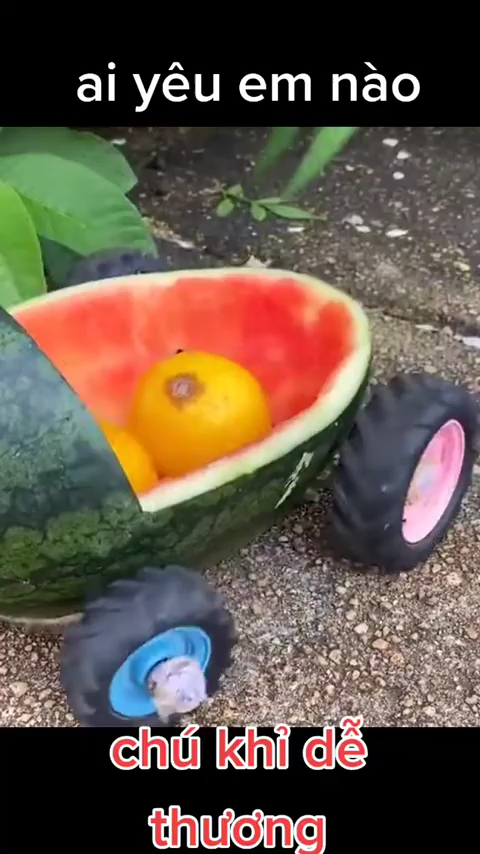 ai yêu em nào
chú khỉ dễ
thương